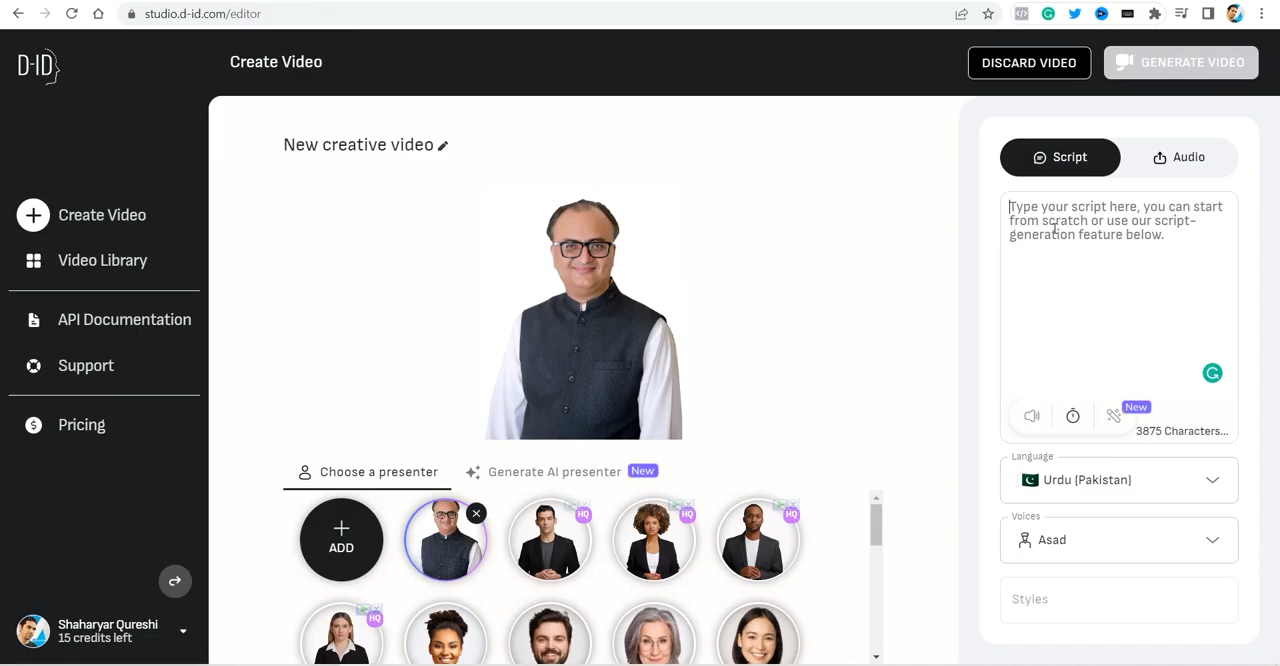 studio.d-id.com/editor
D-ID
Create Video
DISCARD VIDEO
GENERATE VIDEO
New creative video
Script
Audio
Type your script here, you can start
from scratch or use our script-
generation feature below.
Create Video
Video Library
API Documentation
Support
Pricing
New
3875 Characters...
Language
Urdu (Pakistan)
Voices
Asad
Styles
Choose a presenter
Generate AI presenter
New
ADD
HQ
HQ
HQ
HQ
Shaharyar Qureshi
15 credits left